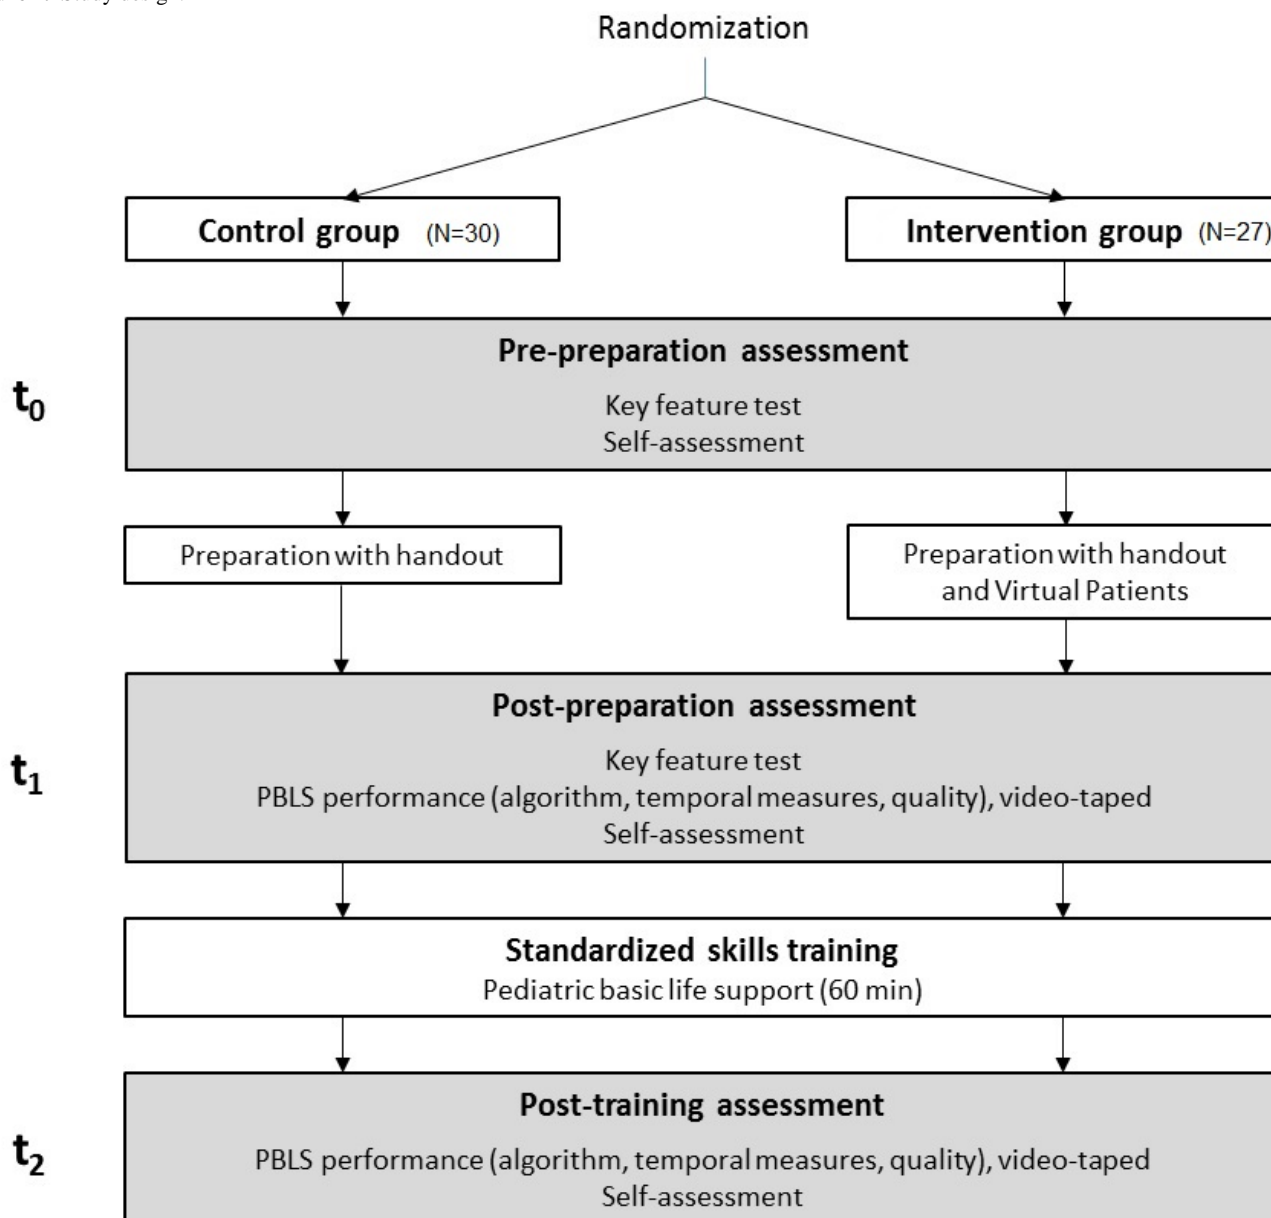 Study design.
Randomization
Control group (N=30)
Intervention group (N=27)
Pre-preparation assessment
t0
Key feature test
Self-assessment
Preparation with handout
Preparation with handout
and Virtual Patients
Post-preparation assessment
t1
Key feature test
PBLS performance (algorithm, temporal measures, quality), video-taped
Self-assessment
Standardized skills training
Pediatric basic life support (60 min)
Post-training assessment
t2
PBLS performance (algorithm, temporal measures, quality), video-taped
Self-assessment